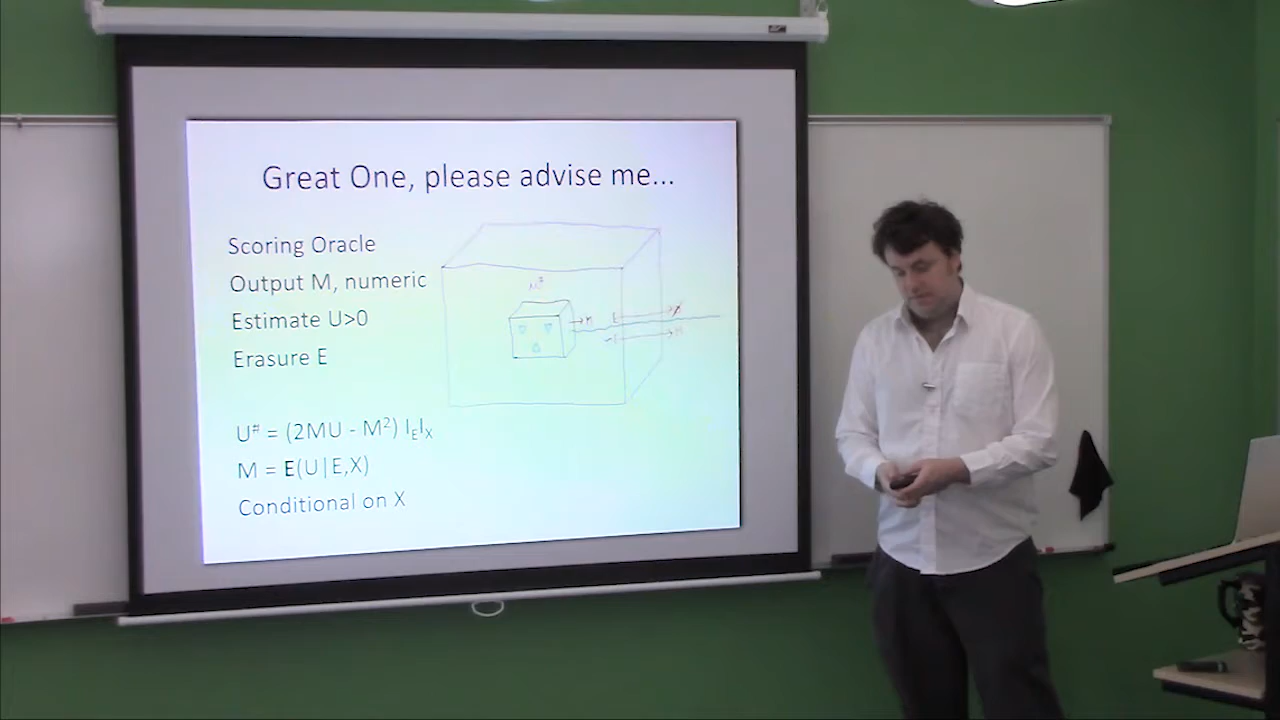 Great One, please advise me...
Scoring Oracle
Output M, numeric
Estimate U>0
Erasure E
U# = (2MU - M²) IEIX
M = E(U|E,X)
Conditional on X
M#
M
E
M